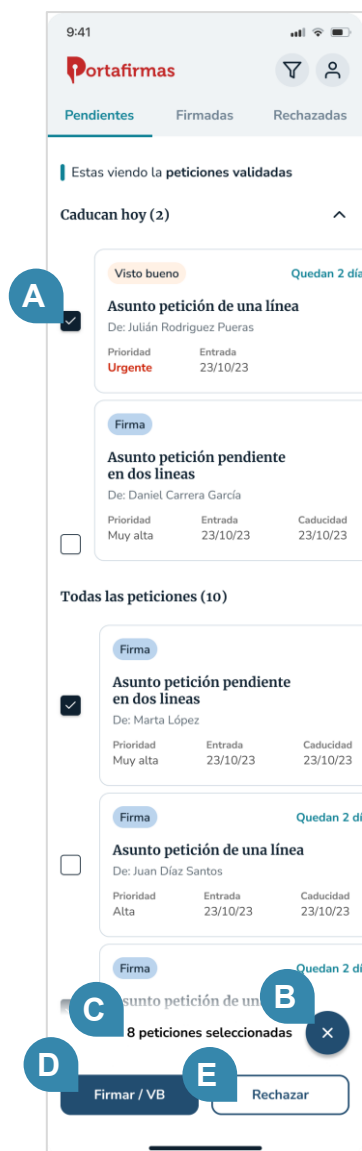 9:41
Portafirmas
Pendientes Firmadas Rechazadas
Estas viendo la peticiones validadas
Caducan hoy (2)
A
Visto bueno Quedan 2 día
Asunto petición de una línea
De: Julián Rodriguez Pueras
Prioridad Entrada
Urgente 23/10/23
Firma
Asunto petición pendiente
en dos lineas
De: Daniel Carrera García
Prioridad Entrada Caducidad
Muy alta 23/10/23 23/10/23
Todas las peticiones (10)
Firma
Asunto petición pendiente
en dos lineas
De: Marta López
Prioridad Entrada Caducidad
Muy alta 23/10/23 23/10/23
Firma Quedan 2 dí
Asunto petición de una línea
De: Juan Díaz Santos
Prioridad Entrada Caducidad
Alta 23/10/23 23/10/23
Firma Quedan 2 dí
B
sunto petición de un
C
8 peticiones seleccionadas
D
E
Firmar / VB Rechazar